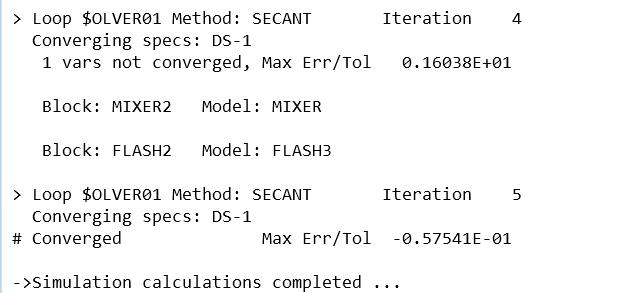 > Loop $OLVER01 Method: SECANT Iteration 4
Converging specs: DS-1
1 vars not converged, Max Err/Tol 0.16038E+01
Block: MIXER2 Model: MIXER
Block: FLASH2 Model: FLASH3
> Loop $OLVER01 Method: SECANT Iteration 5
Converging specs: DS-1
# Converged Max Err/Tol -0.57541E-01
->Simulation calculations completed ...